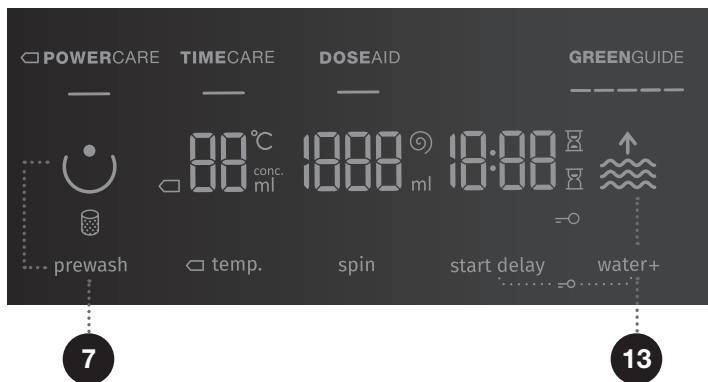 POWERCARE TIMECARE DOSEAID GREENGUIDE
88 °C 1888 18:88
conc.
ml ml
prewash temp. spin start delay water+
7 13